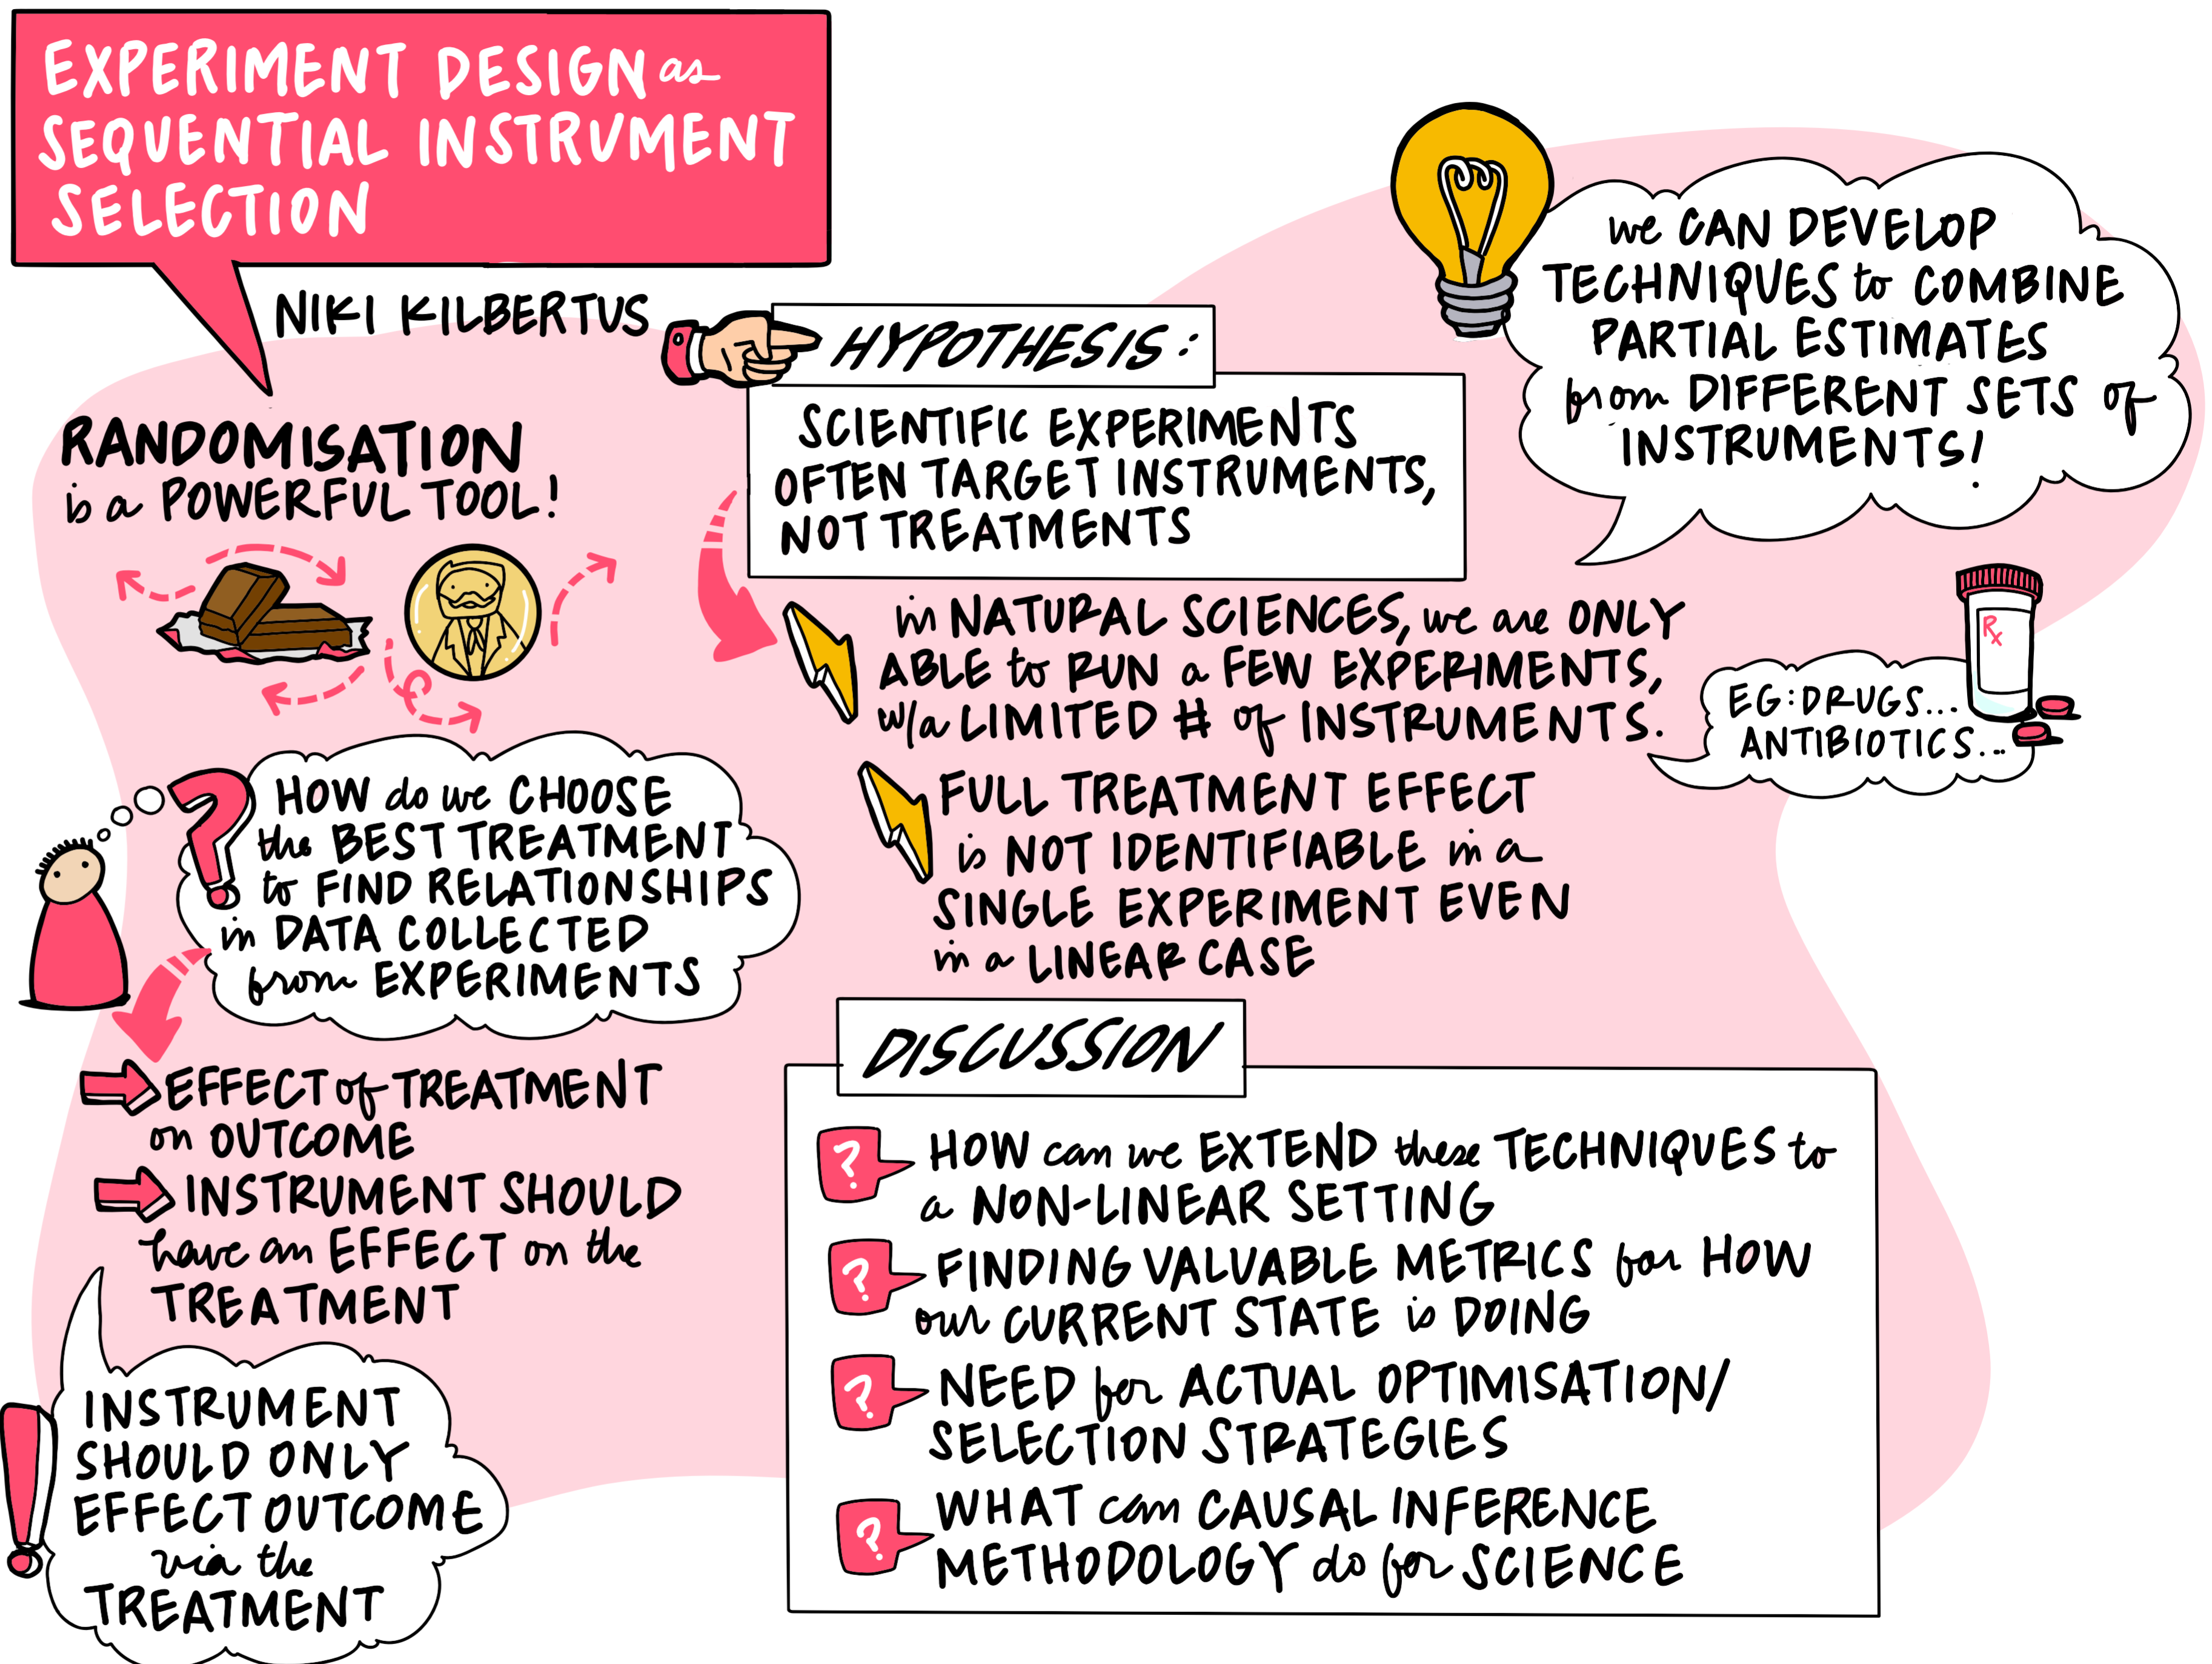 EXPERIMENT DESIGN as
SEQUENTIAL INSTRUMENT
SELECTION
NIKI KILBERTUS
RANDOMISATION
is a POWERFUL TOOL!
HOW do we CHOOSE
the BEST TREATMENT
to FIND RELATIONSHIPS
in DATA COLLECTED
from EXPERIMENTS
?
EFFECT of TREATMENT
on OUTCOME
INSTRUMENT SHOULD
have an EFFECT on the
TREATMENT
!
INSTRUMENT
SHOULD ONLY
EFFECT OUTCOME
via the
TREATMENT
HYPOTHESIS:
SCIENTIFIC EXPERIMENTS
OFTEN TARGET INSTRUMENTS,
NOT TREATMENTS
in NATURAL SCIENCES, we are ONLY
ABLE to RUN a FEW EXPERIMENTS,
w/a LIMITED # of INSTRUMENTS.
EG: DRUGS...
ANTIBIOTICS...
Rx
FULL TREATMENT EFFECT
is NOT IDENTIFIABLE in a
SINGLE EXPERIMENT EVEN
in a LINEAR CASE
we CAN DEVELOP
TECHNIQUES to COMBINE
PARTIAL ESTIMATES
from DIFFERENT SETS of
INSTRUMENTS!
DISCUSSION
? HOW can we EXTEND these TECHNIQUES to
a NON-LINEAR SETTING
? FINDING VALUABLE METRICS for HOW
our CURRENT STATE is DOING
? NEED for ACTUAL OPTIMISATION/
SELECTION STRATEGIES
? WHAT can CAUSAL INFERENCE
METHODOLOGY do for SCIENCE